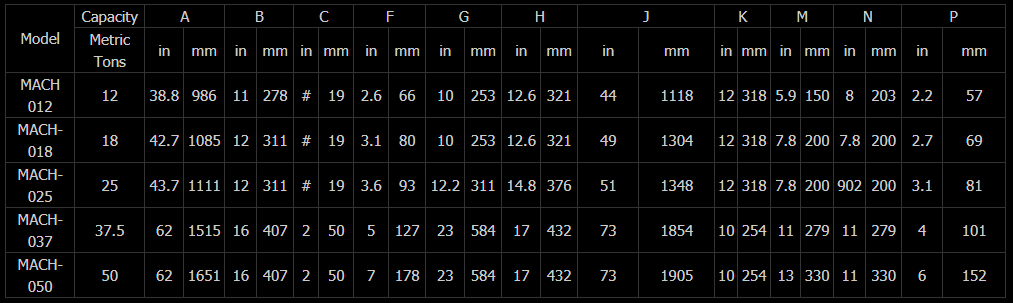 Model Capacity A B C F G H J K M N P
Metric Tons in mm in mm in mm in mm in mm in mm in mm in mm in mm in mm in mm
MACH 012 12 38.8 986 11 278 # 19 2.6 66 10 253 12.6 321 44 1118 12 318 5.9 150 8 203 2.2 57
MACH-018 18 42.7 1085 12 311 # 19 3.1 80 10 253 12.6 321 49 1304 12 318 7.8 200 7.8 200 2.7 69
MACH-025 25 43.7 1111 12 311 # 19 3.6 93 12.2 311 14.8 376 51 1348 12 318 7.8 200 902 200 3.1 81
MACH-037 37.5 62 1515 16 407 2 50 5 127 23 584 17 432 73 1854 10 254 11 279 11 279 4 101
MACH-050 50 62 1651 16 407 2 50 7 178 23 584 17 432 73 1905 10 254 13 330 11 330 6 152